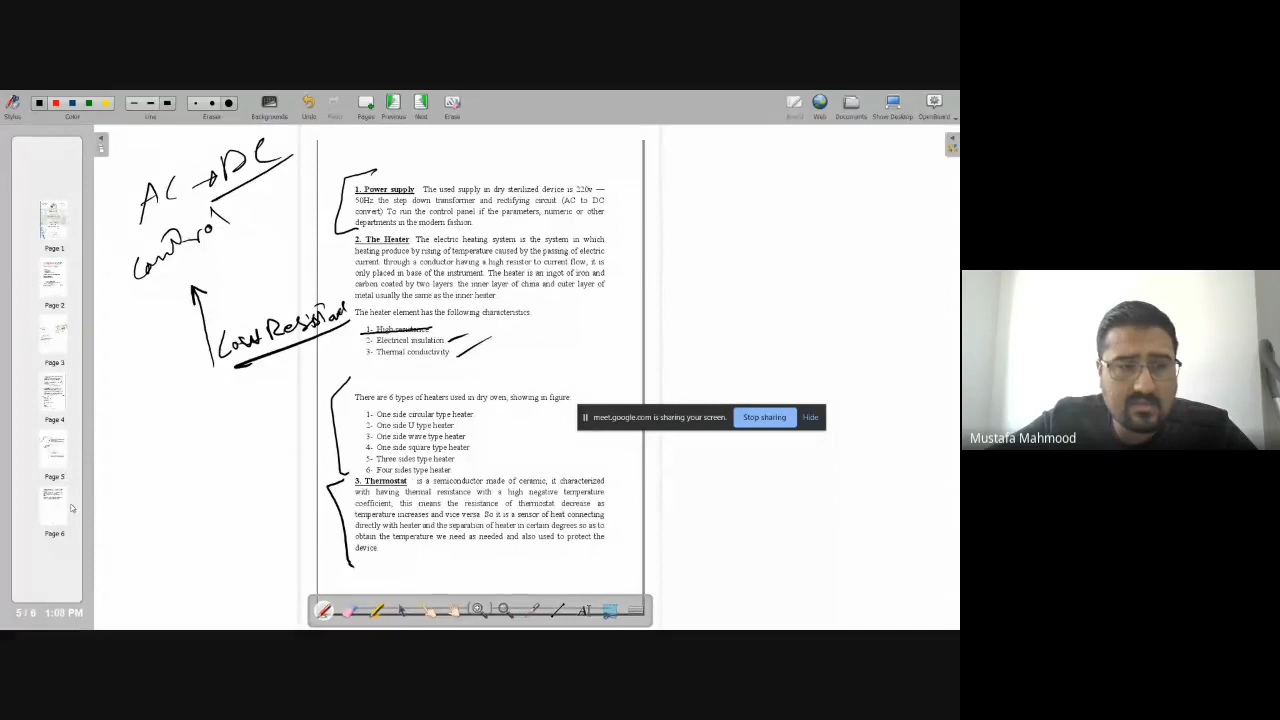 Styles
Color
Line
Eraser
Backgrounds
Undo
Redo
Pages
Previous
Next
Erase
Board
Web
Documents
Show Desktop
OpenBoard
Page 1
Page 2
Page 3
Page 4
Page 5
Page 6
5 / 6 1:08 PM
AC → DC
Low Resistan
1. Power supply The used supply in dry sterilized device is 220v —
50Hz the step down transformer and rectifying circuit (AC to DC
convert) To run the control panel if the parameters, numeric or other
departments in the modern fashion.
2. The Heater The electric heating system is the system in which
heating produce by rising of temperature caused by the passing of electric
current through a conductor having a high resistor to current flow, it is
only placed in base of the instrument. The heater is an ingot of iron and
carbon coated by two layers the inner layer of china and outer layer of
metal usually the same as the inner heater.
The heater element has the following characteristics.
1- High resistance
2- Electrical insulation
3- Thermal conductivity
There are 6 types of heaters used in dry oven, showing in figure.
1- One side circular type heater
2- One side U type heater
3- One side wave type heater
4- One side square type heater
5- Three sides type heater
6- Four sides type heater
3. Thermostat is a semiconductor made of ceramic, it characterized
with having thermal resistance with a high negative temperature
coefficient, this means the resistance of thermostat decrease as
temperature increases and vice versa. So it is a sensor of heat connecting
directly with heater and the separation of heater in certain degrees so as to
obtain the temperature we need as needed and also used to protect the
device.
meet.google.com is sharing your screen.
Stop sharing
Hide
Mustafa Mahmood